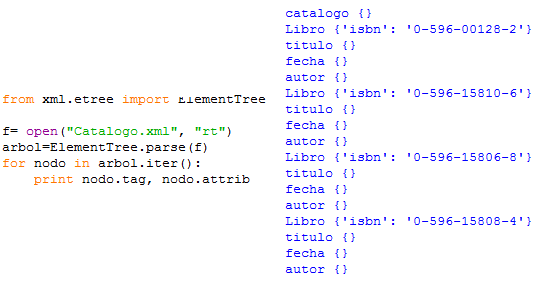 from xml.etree import ElementTree
f= open("Catalogo.xml", "rt")
arbol=ElementTree.parse(f)
for nodo in arbol.iter():
    print nodo.tag, nodo.attrib
catalogo {}
Libro {'isbn': '0-596-00128-2'}
titulo {}
fecha {}
autor {}
Libro {'isbn': '0-596-15810-6'}
titulo {}
fecha {}
autor {}
Libro {'isbn': '0-596-15806-8'}
titulo {}
fecha {}
autor {}
Libro {'isbn': '0-596-15808-4'}
titulo {}
fecha {}
autor {}